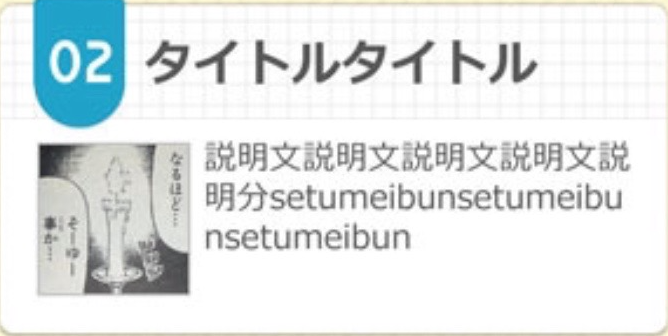 02
タイトルタイトル
説明文説明文説明文説明文説
明分setumeibunsetumeibu
nsetumeibun
なるほど…
そーゆー
事か…